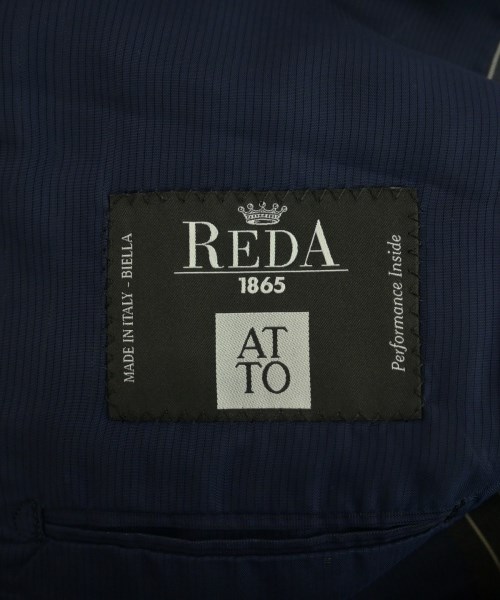 REDA
1865
AT
TO
MADE IN ITALY - BIELLA
Performance Inside